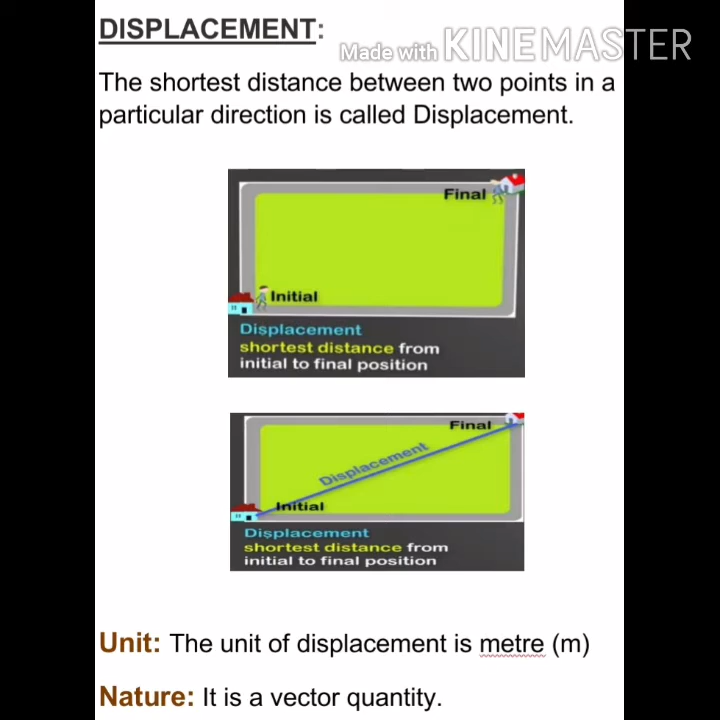 DISPLACEMENT:
Made with KINEMASTER
The shortest distance between two points in a
particular direction is called Displacement.
Final
Initial
Displacement
shortest distance from
initial to final position
Final
Displacement
Initial
Displacement
shortest distance from
initial to final position
Unit: The unit of displacement is metre (m)
Nature: It is a vector quantity.